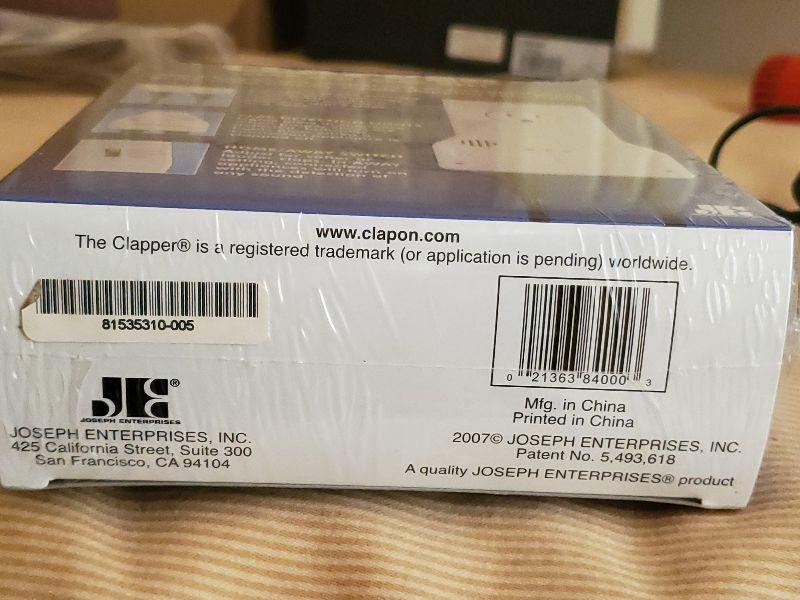 www.clapon.com
The Clapper® is a registered trademark (or application is pending) worldwide.
81535310-005
0 21363 84000 3
JE®
JOSEPH ENTERPRISES
JOSEPH ENTERPRISES, INC.
425 California Street, Suite 300
San Francisco, CA 94104
Mfg. in China
Printed in China
2007© JOSEPH ENTERPRISES, INC.
Patent No. 5,493,618
A quality JOSEPH ENTERPRISES® product